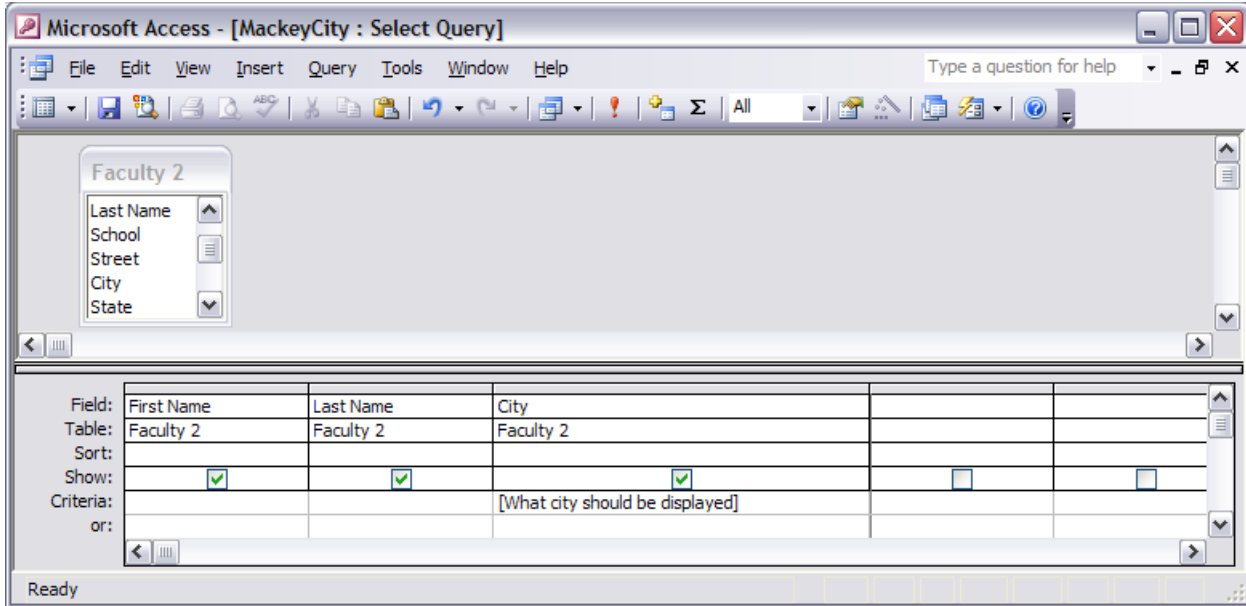 Microsoft Access - [MackeyCity : Select Query]
File Edit View Insert Query Tools Window Help Type a question for help
ABC All
Faculty 2
Last Name
School
Street
City
State
Field: First Name Last Name City
Table: Faculty 2 Faculty 2 Faculty 2
Sort:
Show:
Criteria: [What city should be displayed]
or:
Ready